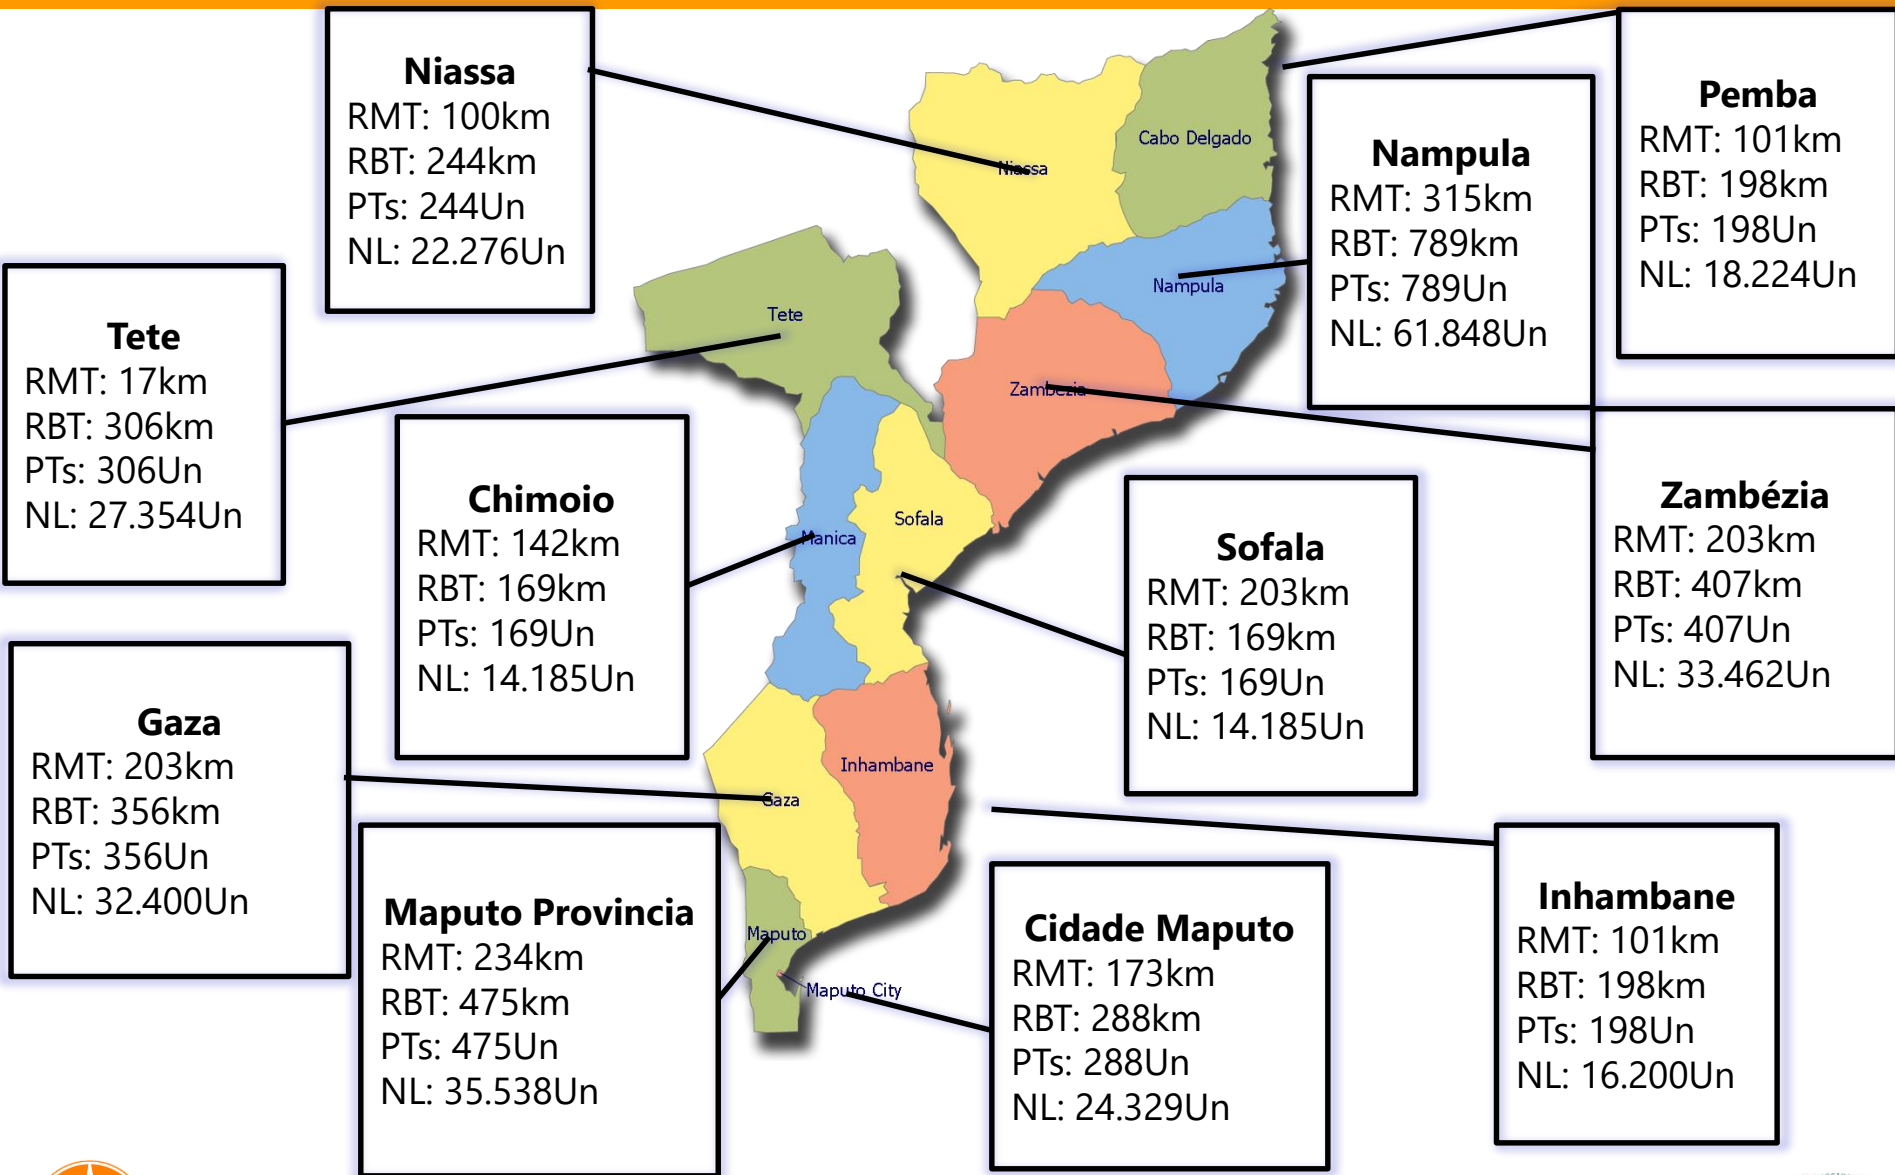 Niassa
RMT: 100km
RBT: 244km
PTs: 244Un
NL: 22.276Un
Pemba
RMT: 101km
RBT: 198km
PTs: 198Un
NL: 18.224Un
Nampula
RMT: 315km
RBT: 789km
PTs: 789Un
NL: 61.848Un
Tete
RMT: 17km
RBT: 306km
PTs: 306Un
NL: 27.354Un
Chimoio
RMT: 142km
RBT: 169km
PTs: 169Un
NL: 14.185Un
Sofala
RMT: 203km
RBT: 169km
PTs: 169Un
NL: 14.185Un
Zambézia
RMT: 203km
RBT: 407km
PTs: 407Un
NL: 33.462Un
Gaza
RMT: 203km
RBT: 356km
PTs: 356Un
NL: 32.400Un
Maputo Provincia
RMT: 234km
RBT: 475km
PTs: 475Un
NL: 35.538Un
Cidade Maputo
RMT: 173km
RBT: 288km
PTs: 288Un
NL: 24.329Un
Inhambane
RMT: 101km
RBT: 198km
PTs: 198Un
NL: 16.200Un
Cabo Delgado
Niassa
Nampula
Tete
Zambezia
Sofala
Manica
Inhambane
Gaza
Maputo
Maputo City